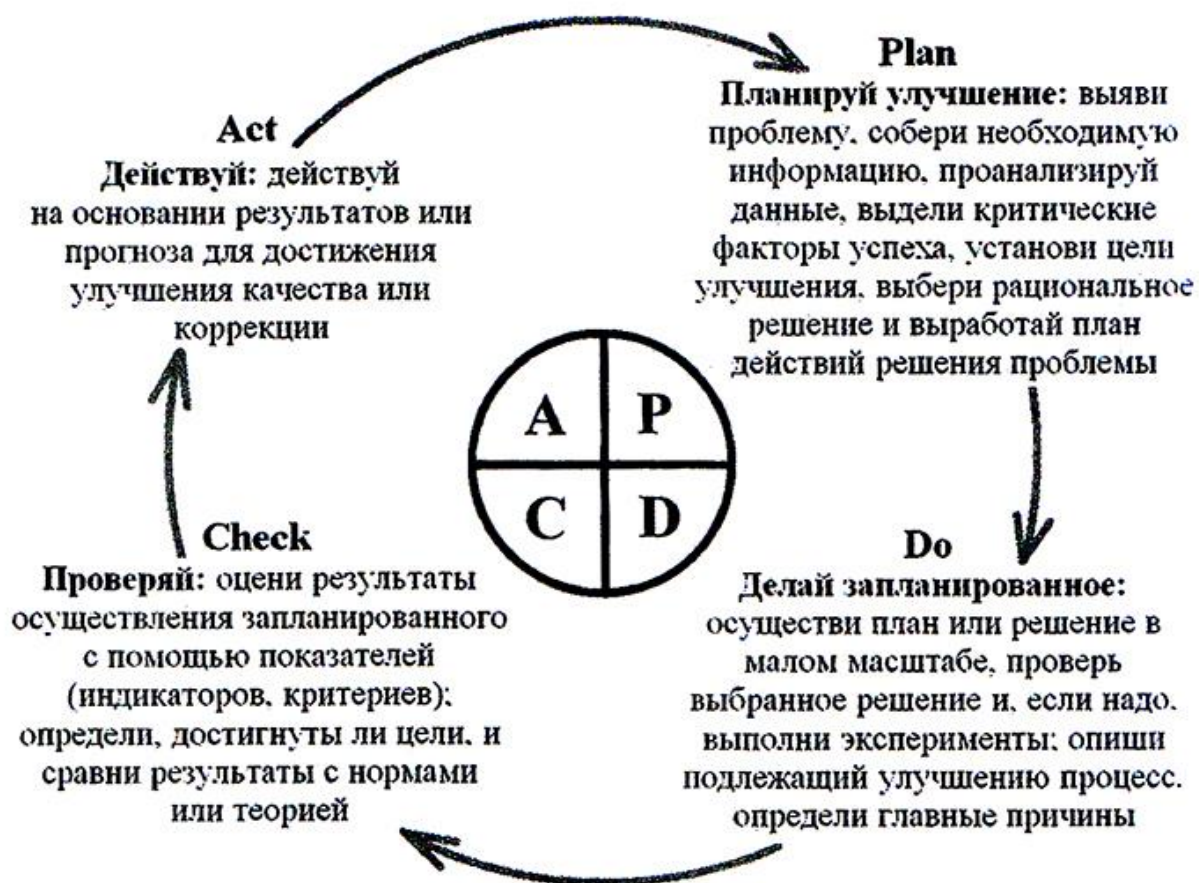 Plan
Планируй улучшение: выяви
проблему, собери необходимую
информацию, проанализируй
данные, выдели критические
факторы успеха, установи цели
улучшения, выбери рациональное
решение и выработай план
действий решения проблемы
Do
Делай запланированное:
осуществи план или решение в
малом масштабе, проверь
выбранное решение и, если надо,
выполни эксперименты; опиши
подлежащий улучшению процесс,
определи главные причины
Check
Проверяй: оцени результаты
осуществления запланированного
с помощью показателей
(индикаторов, критериев);
определи, достигнуты ли цели, и
сравни результаты с нормами
или теорией
Act
Действуй: действуй
на основании результатов или
прогноза для достижения
улучшения качества или
коррекции
A P
C D